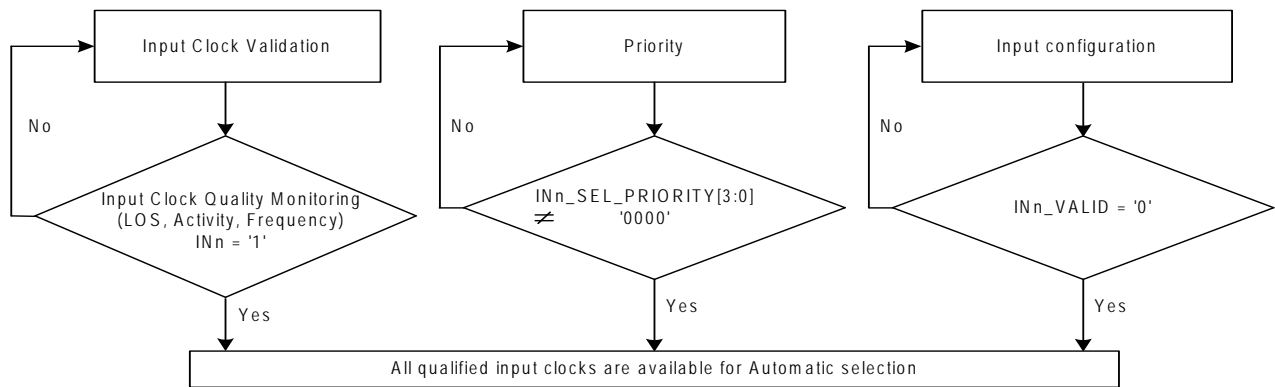 Input Clock Validation
No
Input Clock Quality Monitoring
(LOS, Activity, Frequency)
INn = '1'
Yes
Priority
No
INn_SEL_PRIORITY[3:0]
≠ '0000'
Yes
Input configuration
No
INn_VALID = '0'
Yes
All qualified input clocks are available for Automatic selection